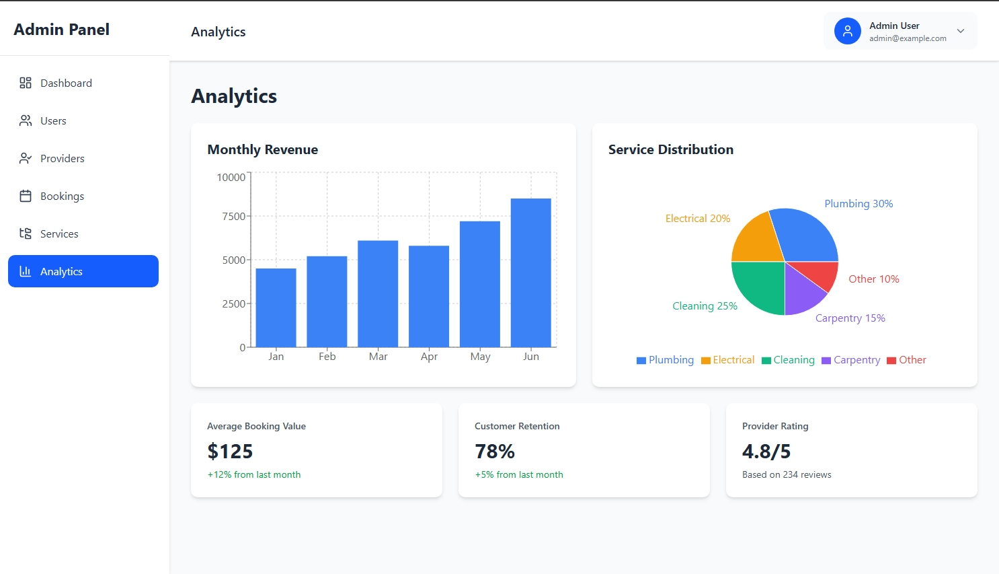 Admin Panel
Dashboard
Users
Providers
Bookings
Services
Analytics
Analytics
Admin User
admin@example.com
Analytics
Monthly Revenue
10000
7500
5000
2500
0
Jan Feb Mar Apr May Jun
Service Distribution
Plumbing 30%
Electrical 20%
Other 10%
Cleaning 25%
Carpentry 15%
Plumbing Electrical Cleaning Carpentry Other
Average Booking Value
$125
+12% from last month
Customer Retention
78%
+5% from last month
Provider Rating
4.8/5
Based on 234 reviews